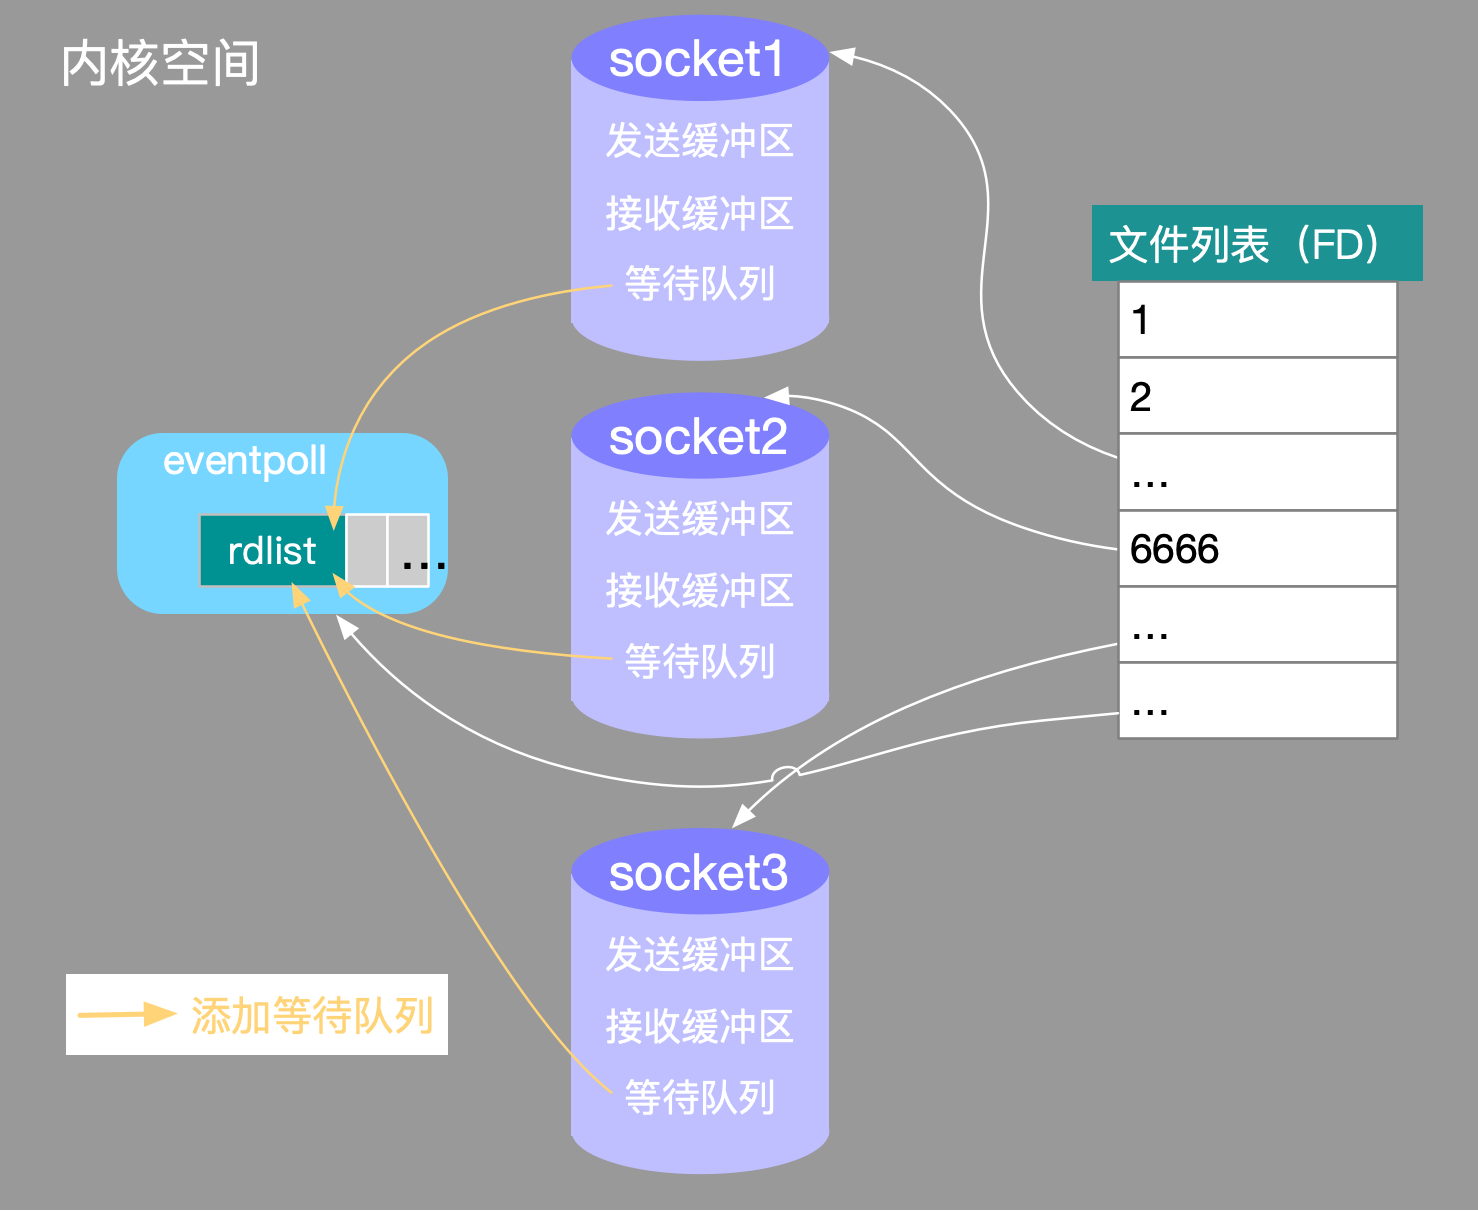 内核空间
socket1
发送缓冲区
接收缓冲区
等待队列
文件列表（FD）
1
2
...
6666
...
...
eventpoll
rdlist
...
socket2
发送缓冲区
接收缓冲区
等待队列
socket3
发送缓冲区
接收缓冲区
等待队列
添加等待队列